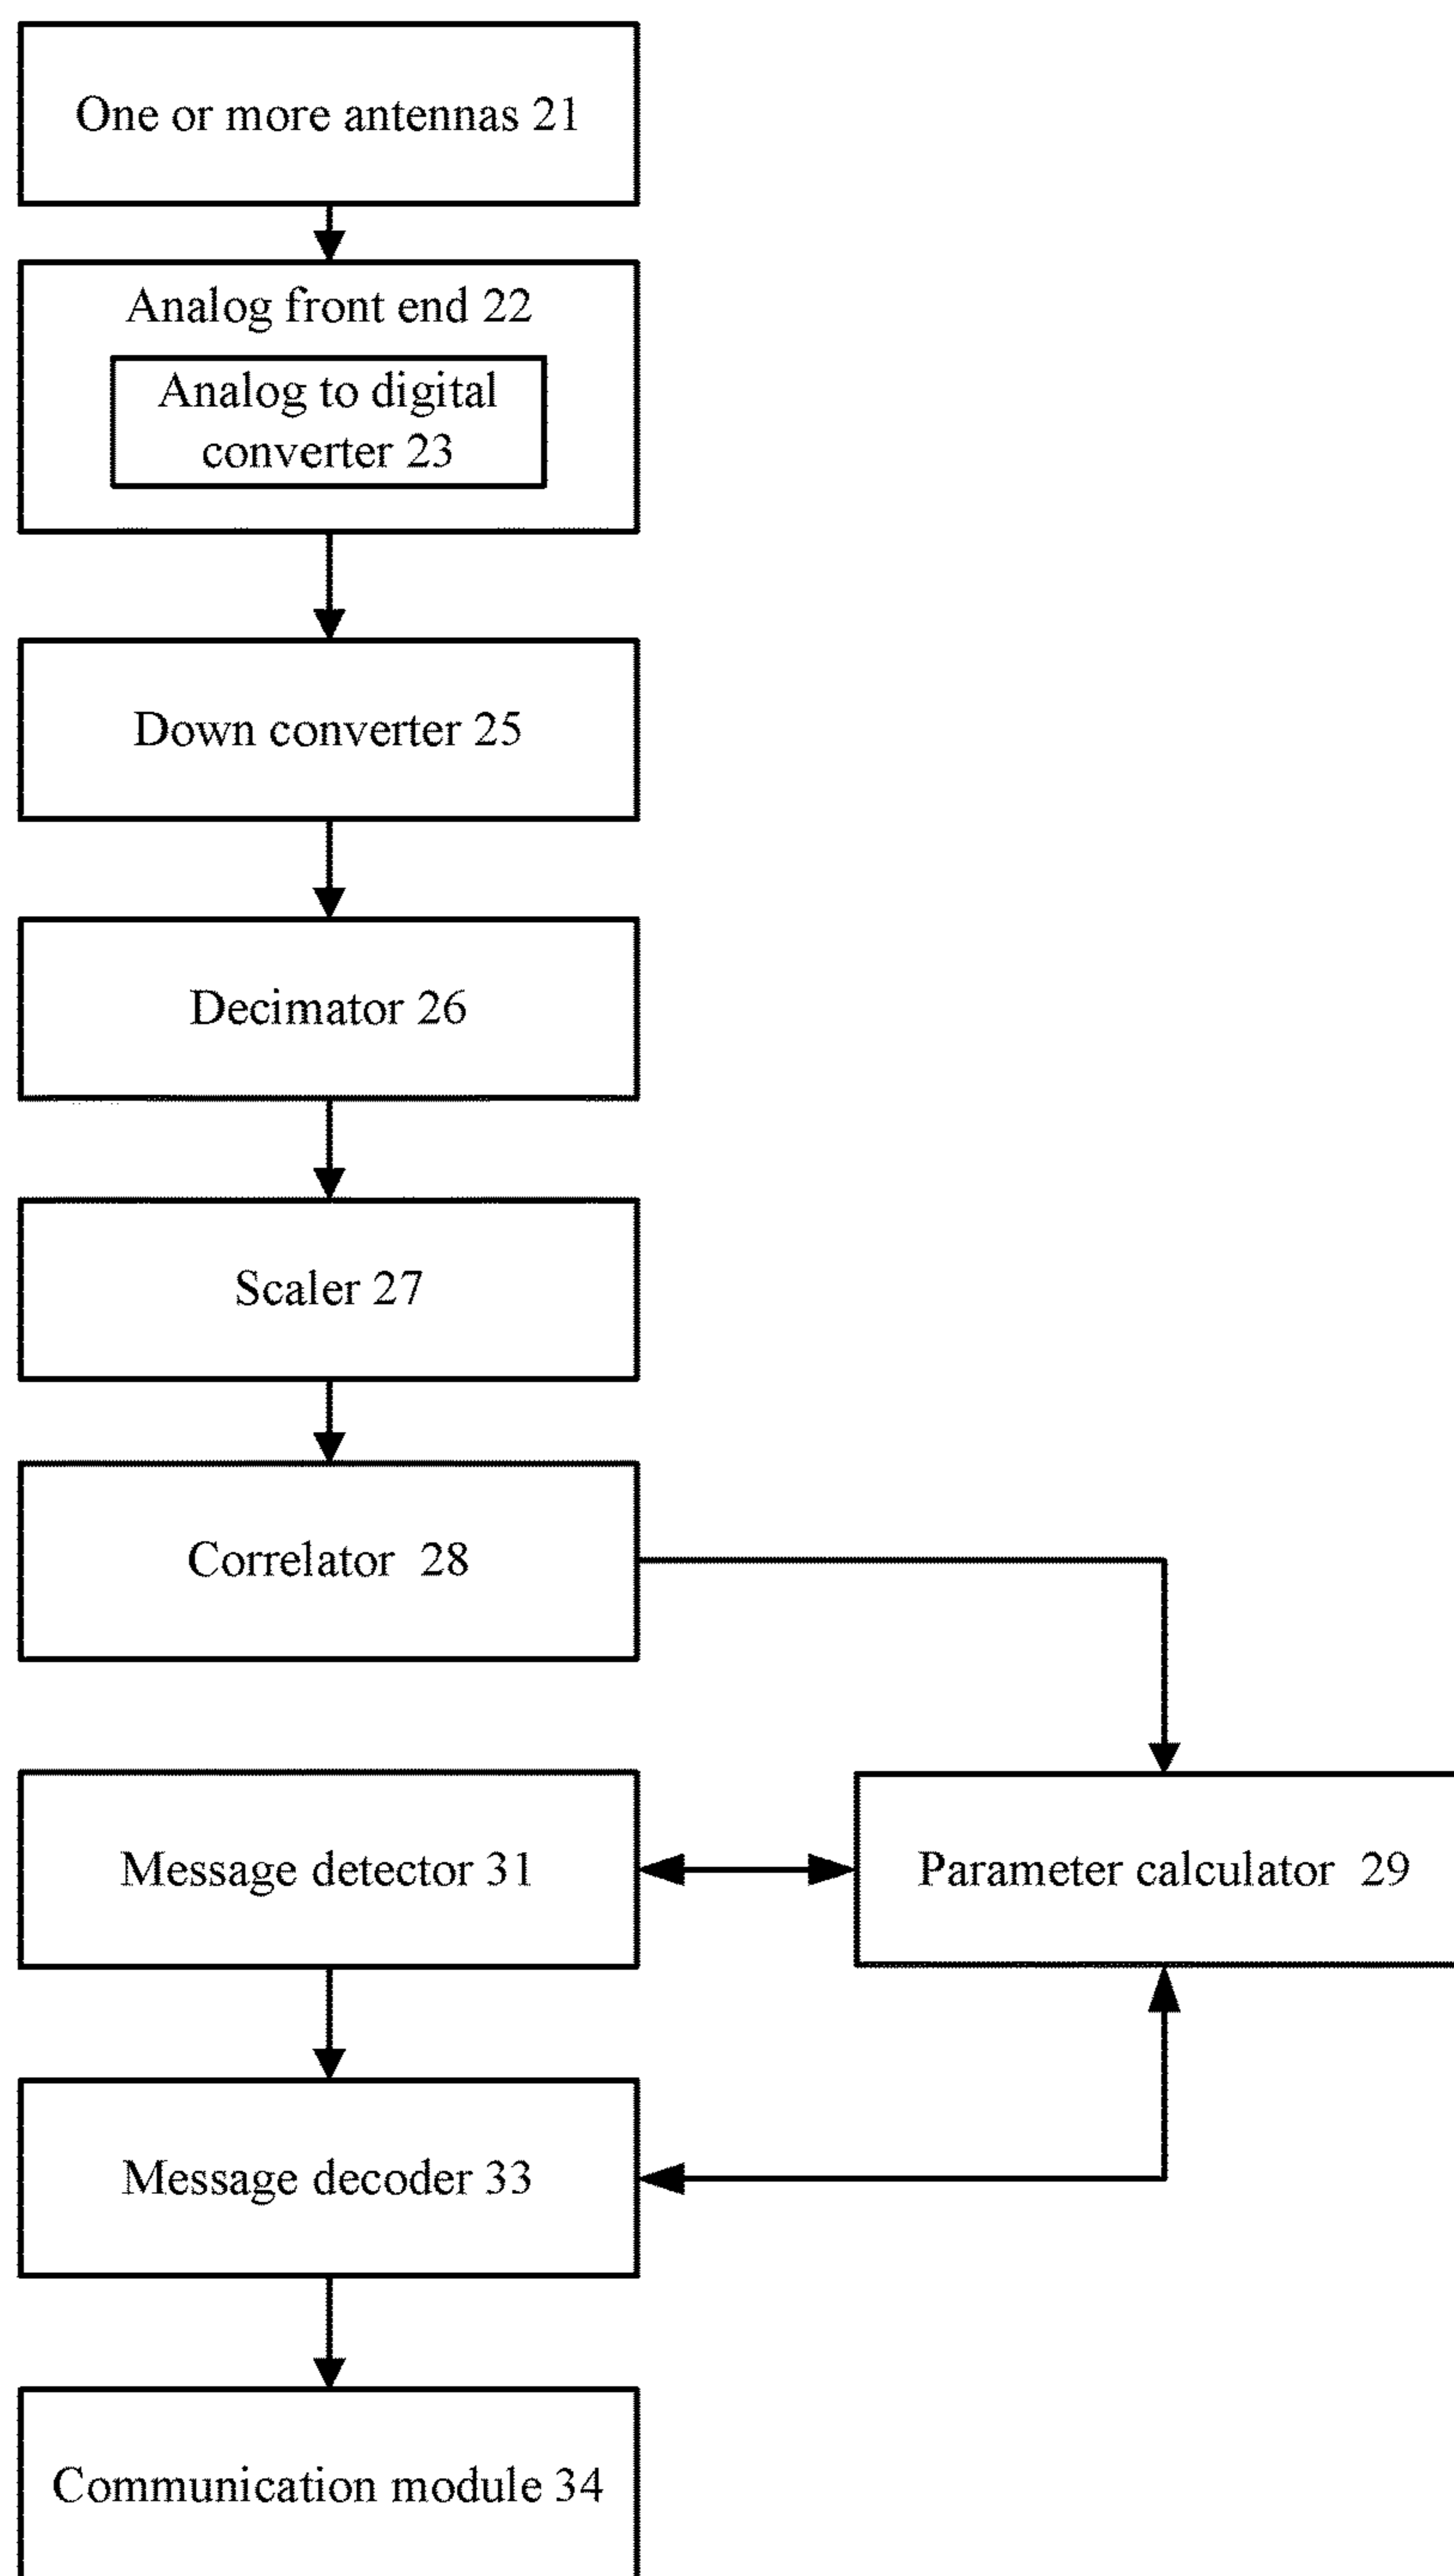 One or more antennas 21
Analog front end 22
Analog to digital
converter 23
Down converter 25
Decimator 26
Scaler 27
Correlator 28
Message detector 31
Parameter calculator 29
Message decoder 33
Communication module 34